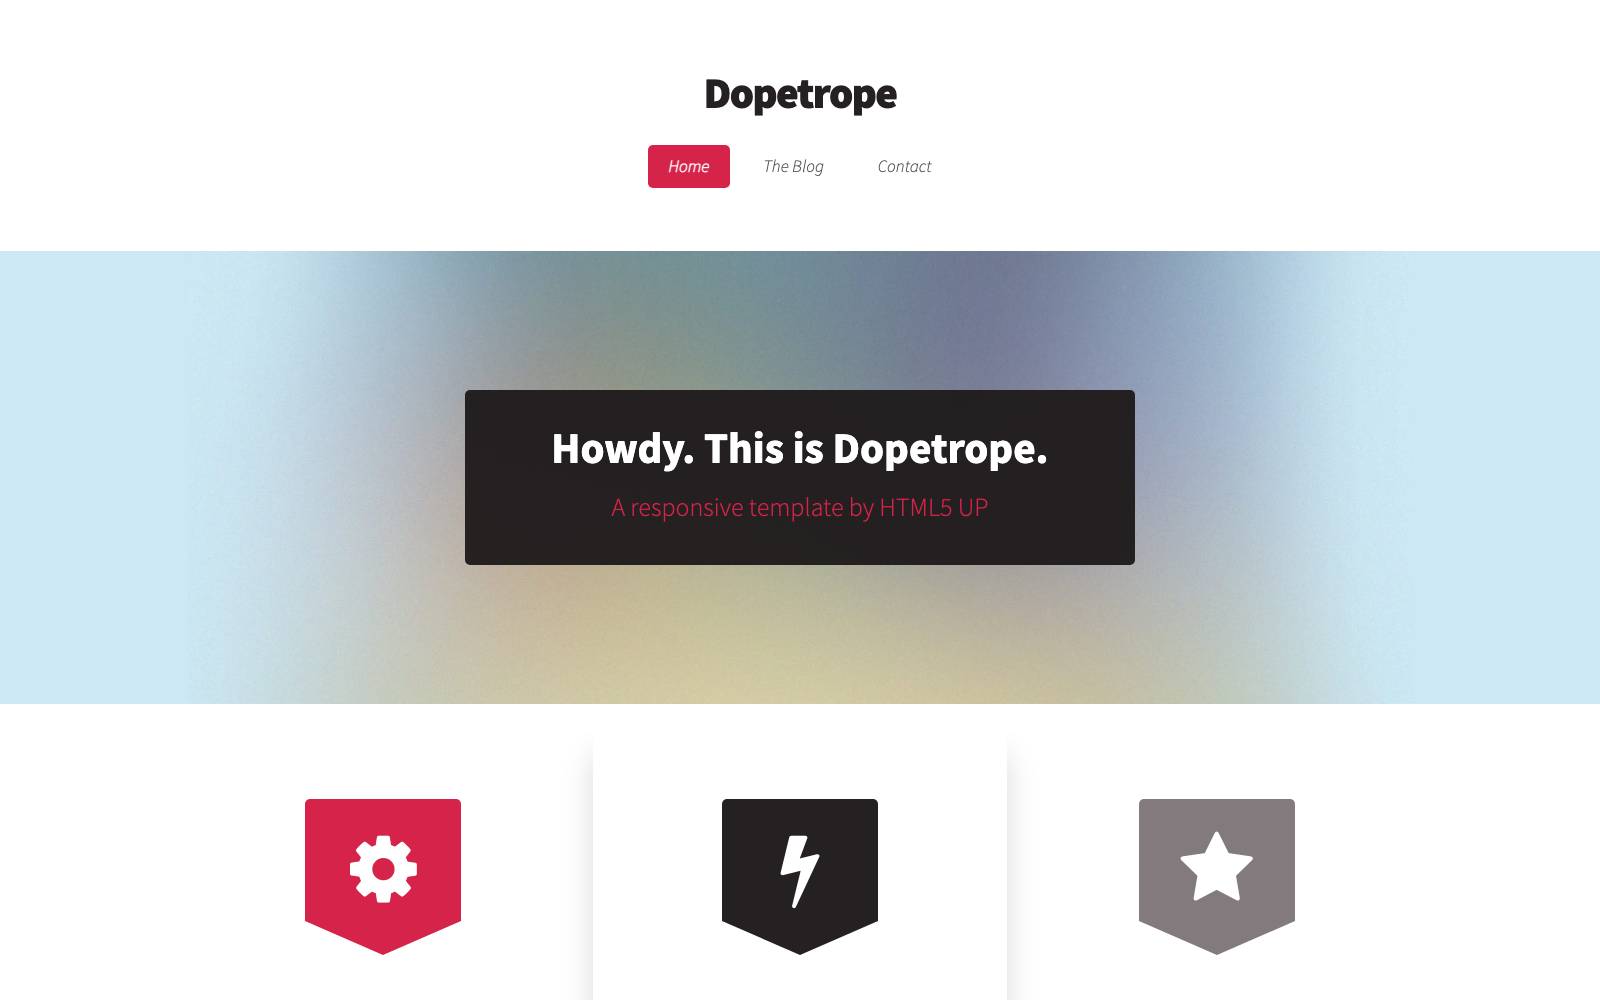 Dopetrope
Home The Blog Contact
Howdy. This is Dopetrope.
A responsive template by HTML5 UP